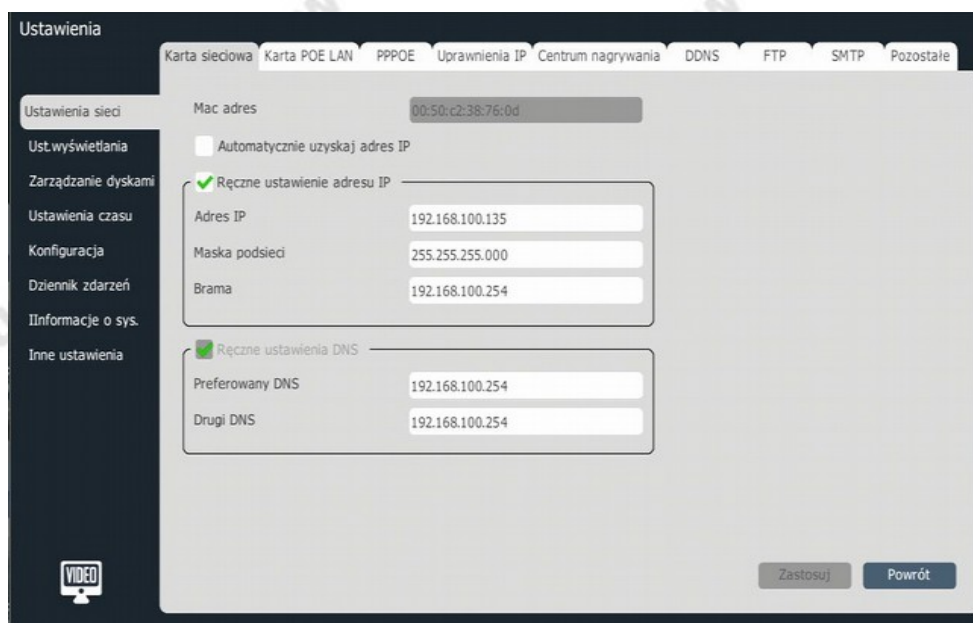 Ustawienia
Karta sieciowa Karta POE LAN PPPOE Uprawnienia IP Centrum nagrywania DDNS FTP SMTP Pozostałe
Ustawienia sieci
Ust.wyświetlania
Zarządzanie dyskami
Ustawienia czasu
Konfiguracja
Dziennik zdarzeń
IInformacje o sys.
Inne ustawienia
Mac adres 00:50:c2:38:76:0d
Automatycznie uzyskaj adres IP
Ręczne ustawienie adresu IP
Adres IP 192.168.100.135
Maska podsieci 255.255.255.000
Brama 192.168.100.254
Ręczne ustawienia DNS
Preferowany DNS 192.168.100.254
Drugi DNS 192.168.100.254
VIDEO
Zastosuj Powrót